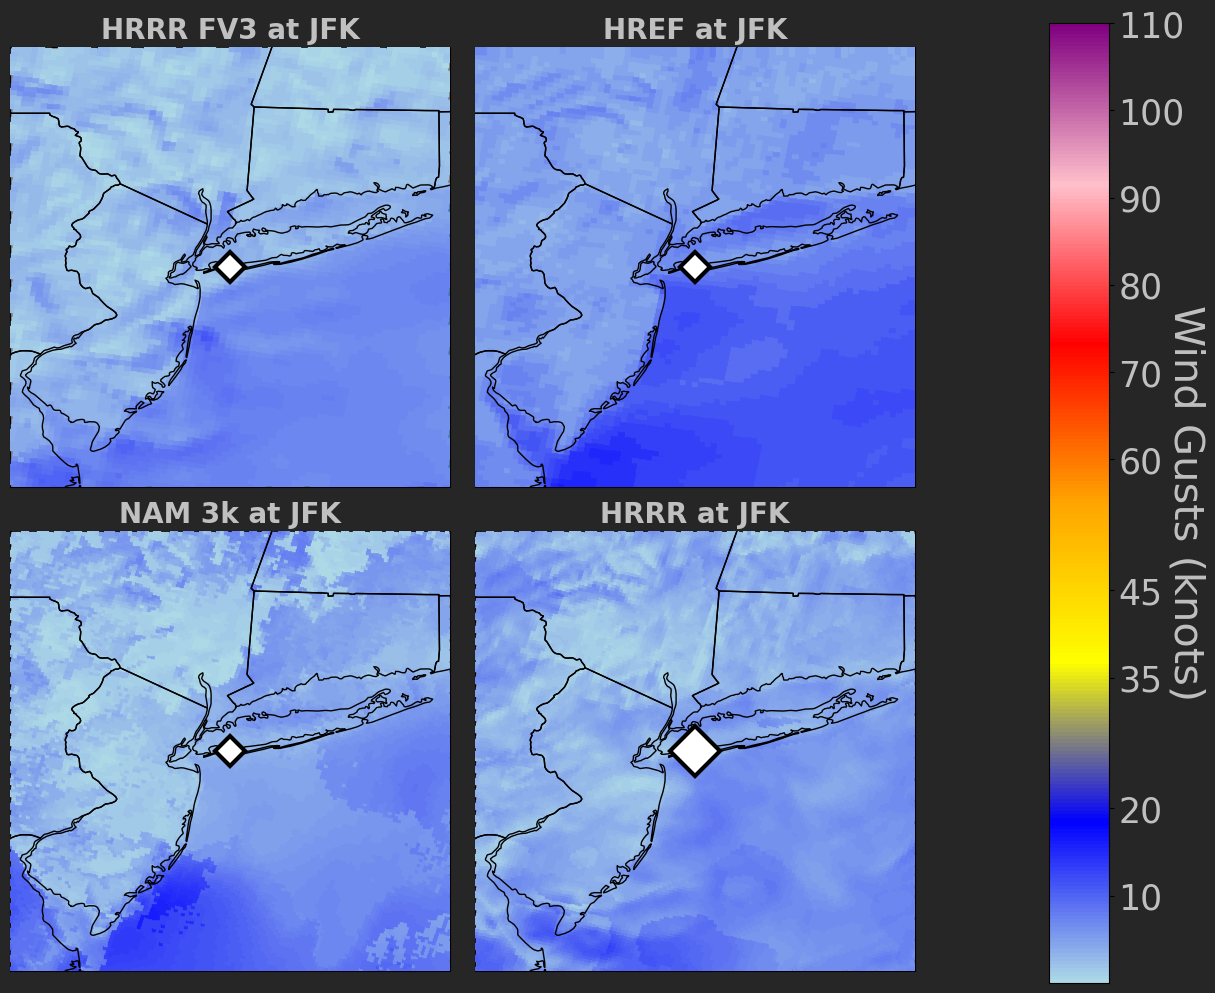 HRRR FV3 at JFK
HREF at JFK
NAM 3k at JFK
HRRR at JFK
110
100
90
80
70
60
45
35
20
10
Wind Gusts (knots)